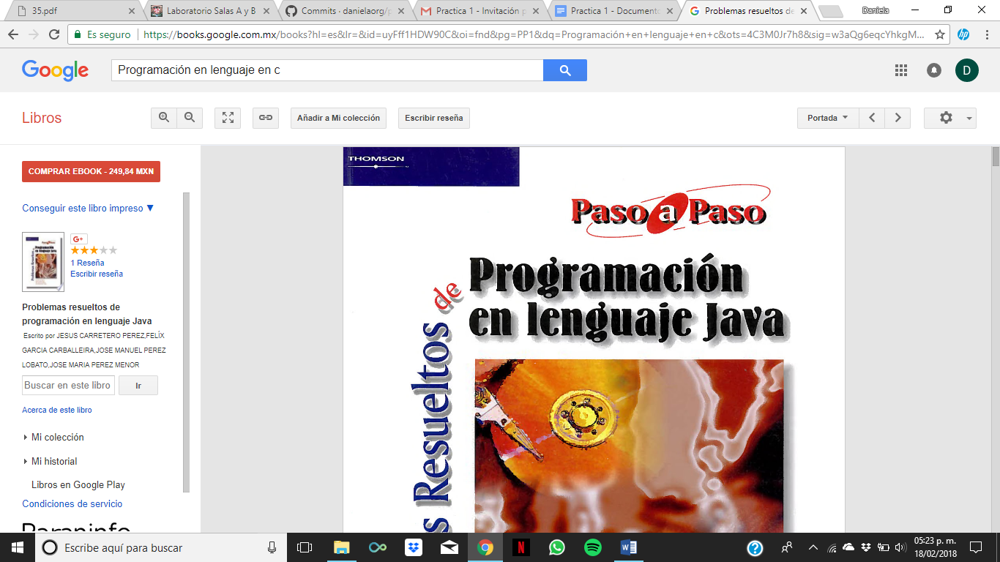 35.pdf
Laboratorio Salas A y B
Commits · danielaorg/p
Practica 1 - Invitación p
Practica 1 - Documento
Problemas resueltos de
Daniela
Es seguro
https://books.google.com.mx/books?hl=es&lr=&id=uyFff1HDW90C&oi=fnd&pg=PP1&dq=Programación+en+lenguaje+en+c&ots=4C3M0Jr7h8&sig=w3aQg6eqcYhkgM...
Google
Programación en lenguaje en c
D
Libros
Añadir a Mi colección
Escribir reseña
Portada
COMPRAR EBOOK - 249,84 MXN
Conseguir este libro impreso ▼
G+
1 Reseña
Escribir reseña
Problemas resueltos de
programación en lenguaje Java
Escrito por JESUS CARRETERO PEREZ,FELÍX
GARCIA CARBALLEIRA,JOSE MANUEL PEREZ
LOBATO,JOSE MARIA PEREZ MENOR
Buscar en este libro
Ir
Acerca de este libro
Mi colección
Mi historial
Libros en Google Play
Condiciones de servicio
Paraninfo
THOMSON
Paso a Paso
s Resueltos de
Programación
en lenguaje Java
Escribe aquí para buscar
05:23 p. m.
18/02/2018